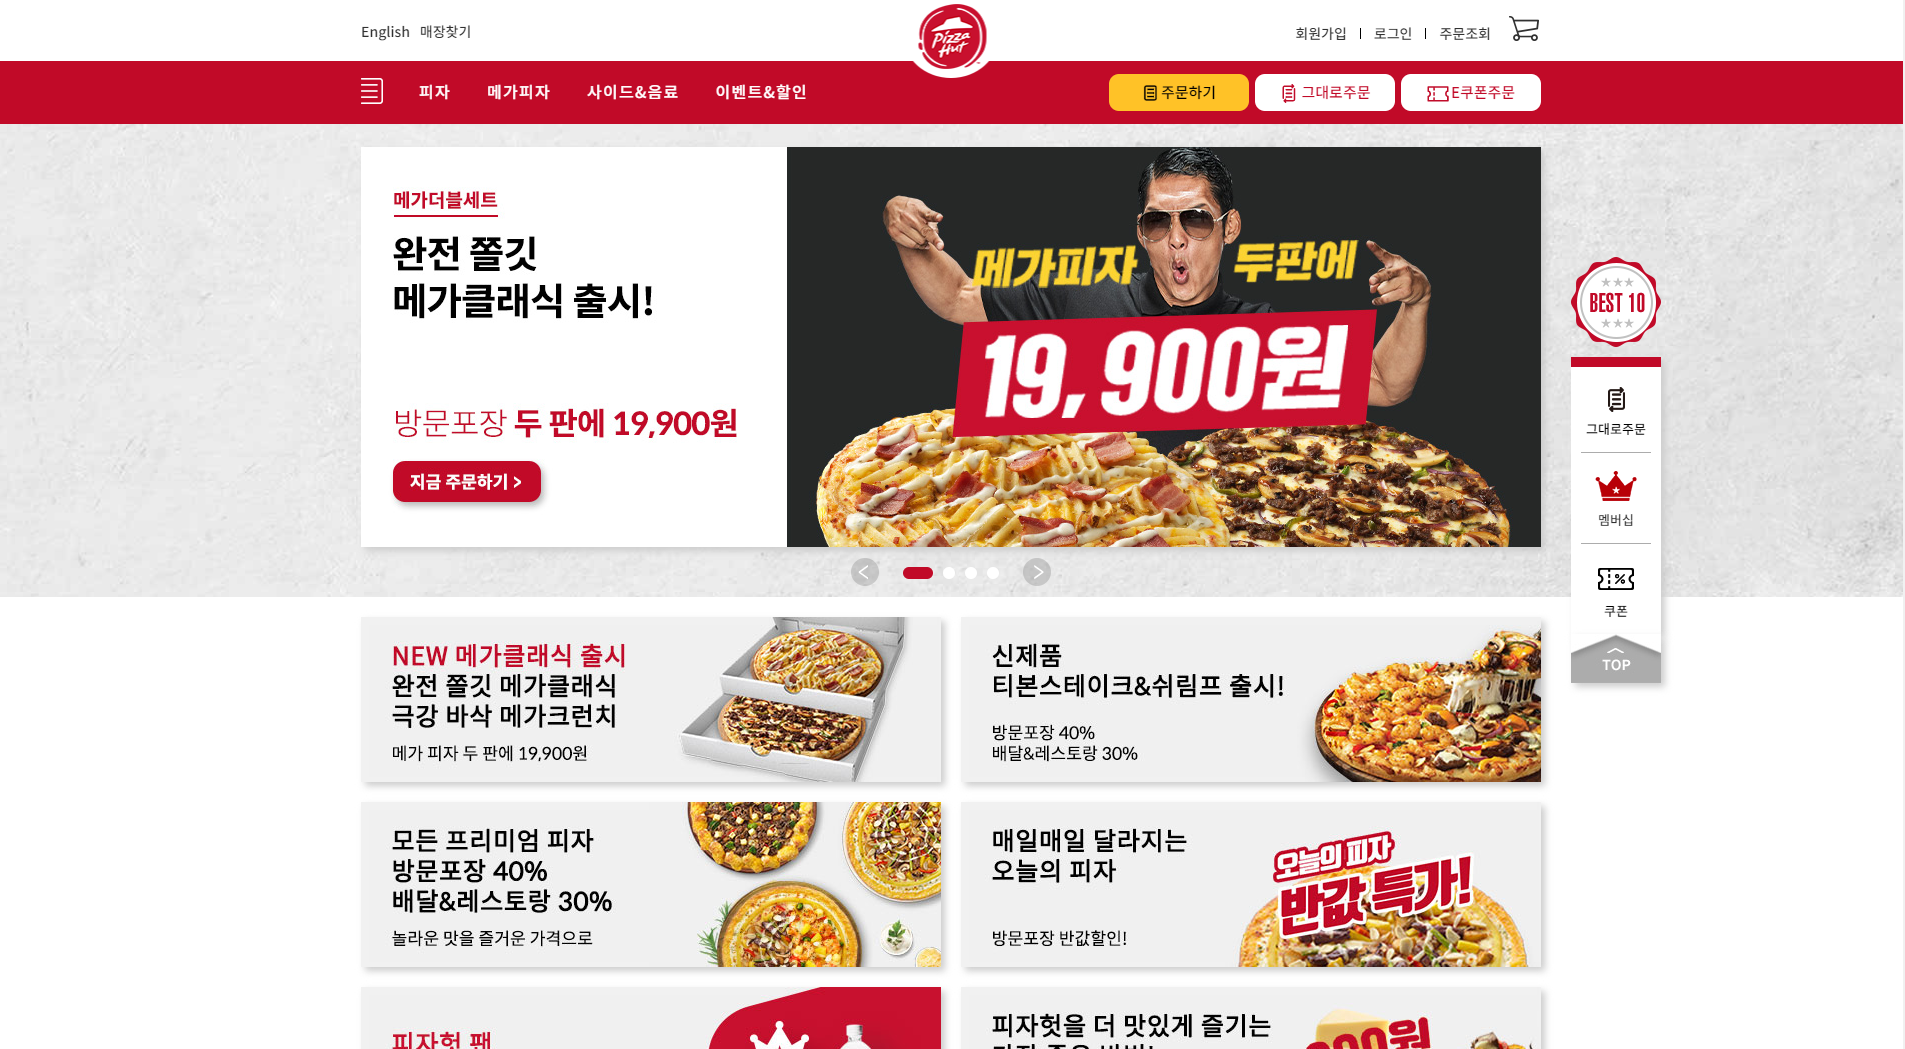 English 매장찾기
Pizza
Hut
회원가입 로그인 주문조회
피자 메가피자 사이드&음료 이벤트&할인
주문하기 그대로주문 E쿠폰주문
메가더블세트
완전 쫄깃
메가클래식 출시!
방문포장 두 판에 19,900원
지금 주문하기 >
메가피자 두판에
19,900원
BEST 10
그대로주문
멤버십
쿠폰
TOP
NEW 메가클래식 출시
완전 쫄깃 메가클래식
극강 바삭 메가크런치
메가 피자 두 판에 19,900원
신제품
티본스테이크&쉬림프 출시!
방문포장 40%
배달&레스토랑 30%
모든 프리미엄 피자
방문포장 40%
배달&레스토랑 30%
놀라운 맛을 즐거운 가격으로
매일매일 달라지는
오늘의 피자
방문포장 반값할인!
오늘의 피자
반값 특가!
피자헛 팬
피자헛을 더 맛있게 즐기는